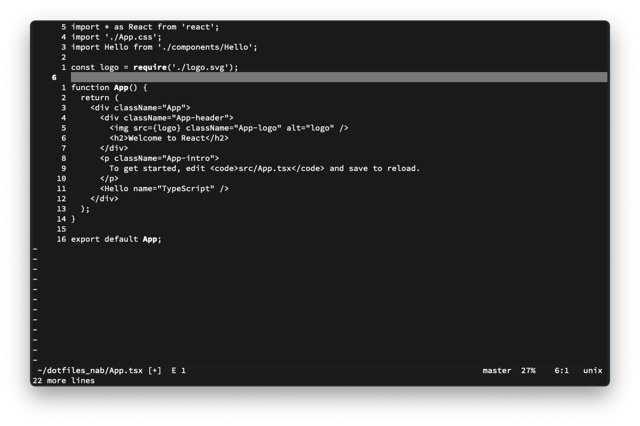 5 import * as React from 'react';
4 import './App.css';
3 import Hello from './components/Hello';
2
1 const logo = require('./logo.svg');
6
1 function App() {
2   return (
3     <div className="App">
4       <div className="App-header">
5         <img src={logo} className="App-logo" alt="logo" />
6         <h2>Welcome to React</h2>
7       </div>
8       <p className="App-intro">
9         To get started, edit <code>src/App.tsx</code> and save to reload.
10       </p>
11       <Hello name="TypeScript" />
12     </div>
13   );
14 }
15
16 export default App;
~
~
~
~
~
~
~
~
~
~
~
~
~/dotfiles_nab/App.tsx [+]  E 1 master  27%  6:1  unix
22 more lines